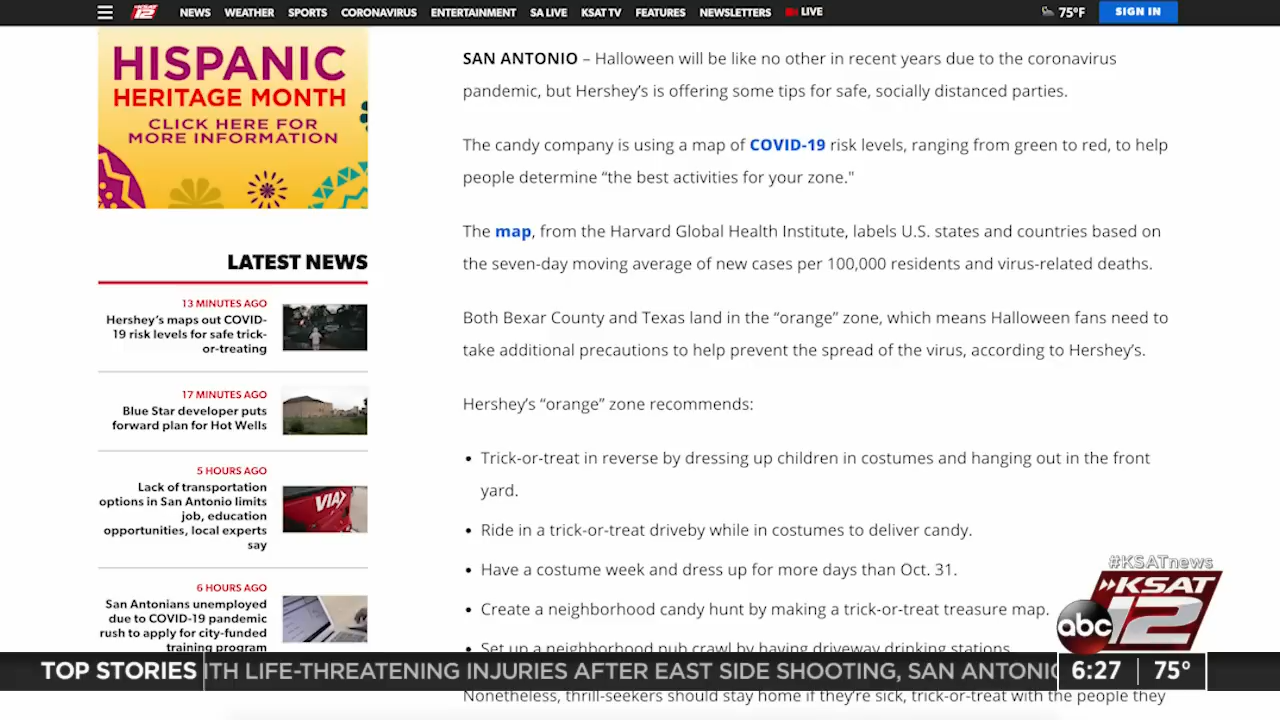 KSAT 12
NEWS WEATHER SPORTS CORONAVIRUS ENTERTAINMENT SA LIVE KSAT TV FEATURES NEWSLETTERS LIVE 75°F SIGN IN
HISPANIC
HERITAGE MONTH
CLICK HERE FOR
MORE INFORMATION
LATEST NEWS
13 MINUTES AGO
Hershey's maps out COVID-
19 risk levels for safe trick-
or-treating
17 MINUTES AGO
Blue Star developer puts
forward plan for Hot Wells
5 HOURS AGO
Lack of transportation
options in San Antonio limits
job, education
opportunities, local experts
say
VIA
6 HOURS AGO
San Antonians unemployed
due to COVID-19 pandemic
rush to apply for city-funded
training program
SAN ANTONIO – Halloween will be like no other in recent years due to the coronavirus
pandemic, but Hershey's is offering some tips for safe, socially distanced parties.
The candy company is using a map of COVID-19 risk levels, ranging from green to red, to help
people determine “the best activities for your zone."
The map, from the Harvard Global Health Institute, labels U.S. states and countries based on
the seven-day moving average of new cases per 100,000 residents and virus-related deaths.
Both Bexar County and Texas land in the “orange” zone, which means Halloween fans need to
take additional precautions to help prevent the spread of the virus, according to Hershey’s.
Hershey’s “orange” zone recommends:
• Trick-or-treat in reverse by dressing up children in costumes and hanging out in the front
yard.
• Ride in a trick-or-treat driveby while in costumes to deliver candy.
• Have a costume week and dress up for more days than Oct. 31.
• Create a neighborhood candy hunt by making a trick-or-treat treasure map.
• Set up a neighborhood pub crawl by having driveway drinking stations.
Nonetheless, thrill-seekers should stay home if they’re sick, trick-or-treat with the people they
#KSATnews
KSAT
abc 12
TOP STORIES ITH LIFE-THREATENING INJURIES AFTER EAST SIDE SHOOTING, SAN ANTONIO
6:27 75°